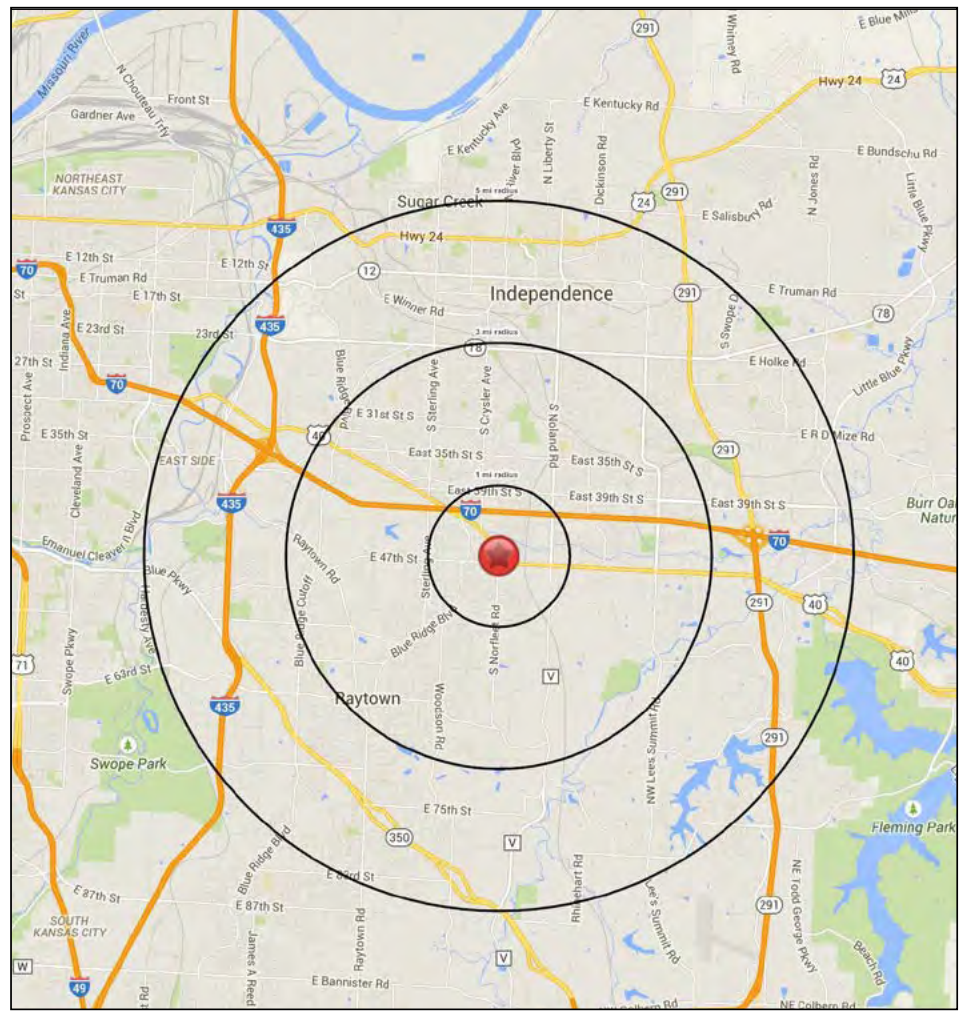 291
E Blue Mills
Whitney Rd
Missouri River
N Chouteau Trfy
Front St
Gardner Ave
Hwy 24
24
E Kentucky Rd
E Kentucky Ave
N River Blvd
N Liberty St
Dickinson Rd
E Bundschu Rd
N Jones Rd
Little Blue Pkwy
NORTHEAST
KANSAS CITY
5 mi radius
Sugar Creek
291
24
E Salisbury Rd
435
Hwy 24
E 12th St
E 12th St
70
12
E Truman Rd
E 17th St
St
E Winner Rd
Independence
291
E Truman Rd
78
S Swope D
Indiana Ave
E 23rd St
23rd St
435
3 mi radius
78
27th St
70
Prospect Ave
Blue Ridge Blvd
S Sterling Ave
S Crysler Ave
E Holke Rd
Little Blue Pkwy
E 31st St S
S Noland Rd
E 35th St
Cleveland Ave
EAST SIDE
40
East 35th St S
East 35th St S
291
E R D Mize Rd
1 mi radius
East 39th St S
East 39th St S
East 39th St S
435
70
70
Burr Oa
Natur
Emanuel Cleaver II Blvd
Raytown Rd
E 47th St
Sterling Ave
Blue Pkwy
Hardesty Ave
Blue Ridge Cutoff
Blue Ridge Blvd
S Norfleet Rd
291
40
40
71
Swope Pkwy
E 63rd St
V
435
Raytown
Woodson Rd
NW Lees Summit Rd
291
Swope Park
E 75th St
350
V
Fleming Park
Blue Ridge Blvd
E 83rd St
Rhinehart Rd
E 87th St
E 87th St
Lee's Summit Rd
291
NE Todd George Pkwy
SOUTH
KANSAS CITY
James A Reed
Raytown Rd
V
Beach Rd
W
49
E Bannister Rd
rt Rd
NE Colbern Rd